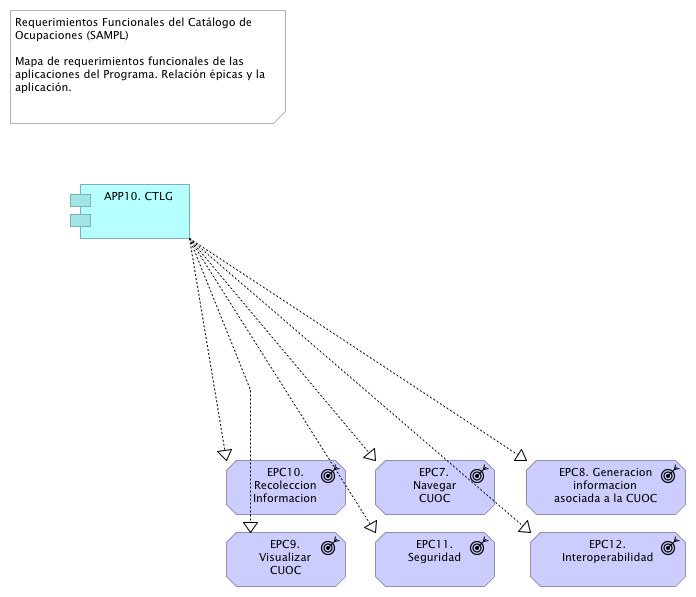 Requerimientos Funcionales del Catálogo de
Ocupaciones (SAMPL)
Mapa de requerimientos funcionales de las
aplicaciones del Programa. Relación épicas y la
aplicación.
APP10. CTLG
EPC10.
Recoleccion
Informacion
EPC7.
Navegar
CUOC
EPC8. Generacion
informacion
asociada a la CUOC
EPC9.
Visualizar
CUOC
EPC11.
Seguridad
EPC12.
Interoperabilidad